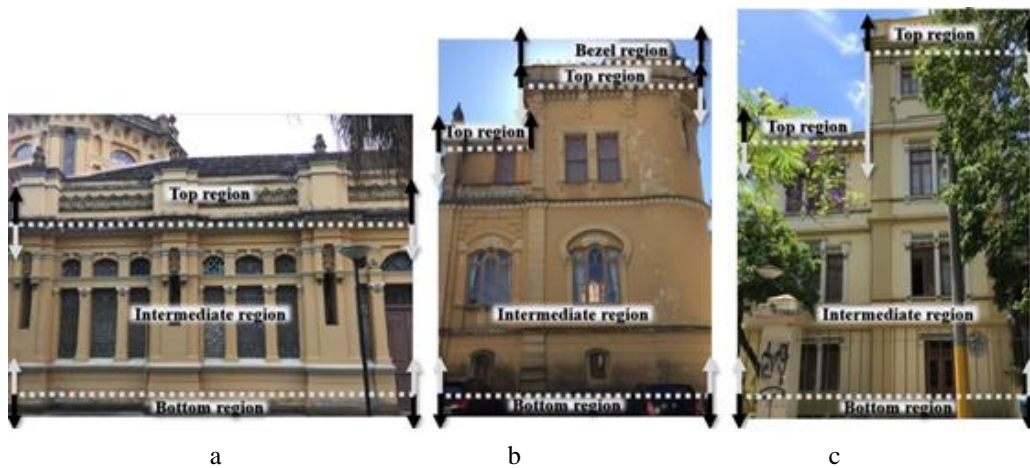 Top region
Intermediate region
Bottom region
Bezel region
Top region
Top region
Intermediate region
Bottom region
Top region
Top region
Intermediate region
Bottom region
a
b
c